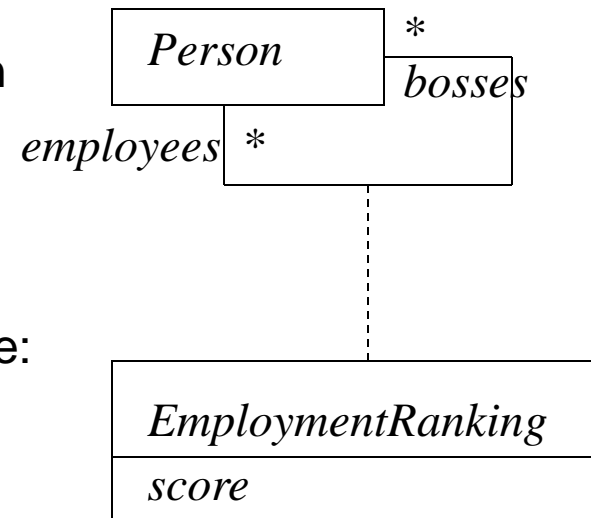 Person
*
bosses
employees *
e:
EmploymentRanking
score